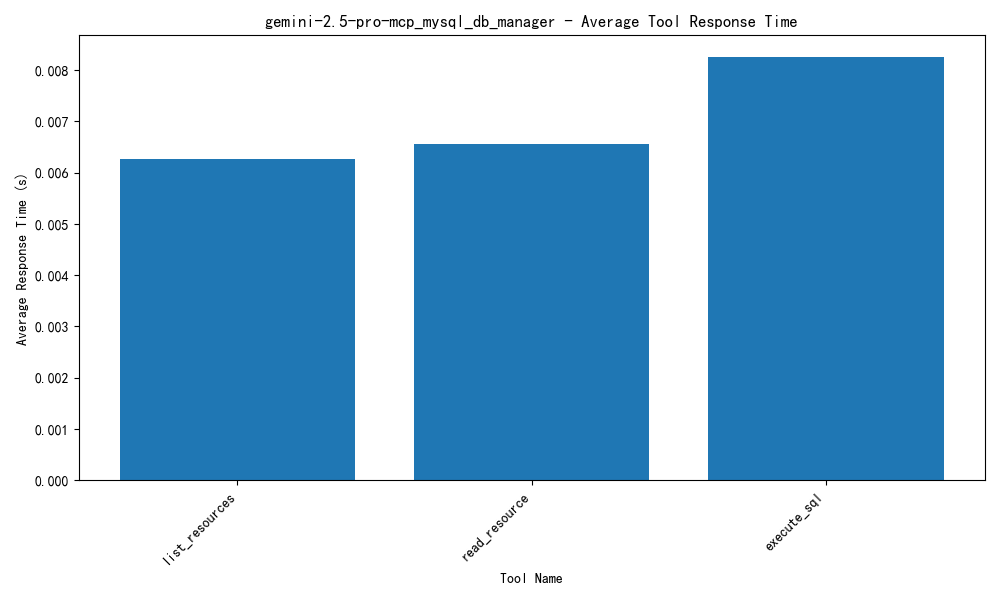 gemini-2.5-pro-mcp_mysql_db_manager - Average Tool Response Time
Average Response Time (s)
0.008
0.007
0.006
0.005
0.004
0.003
0.002
0.001
0.000
list_resources
read_resource
execute_sql
Tool Name